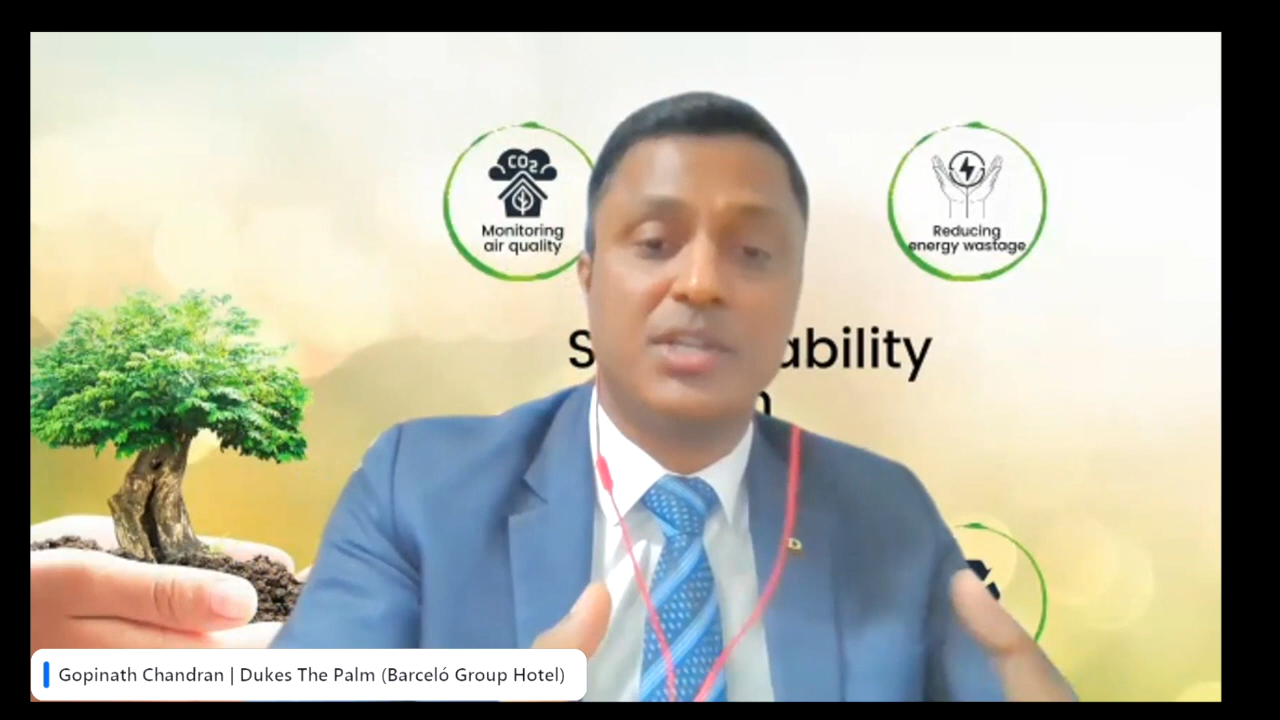 CO2
Monitoring
air quality
Reducing
energy wastage
Gopinath Chandran | Dukes The Palm (Barceló Group Hotel)